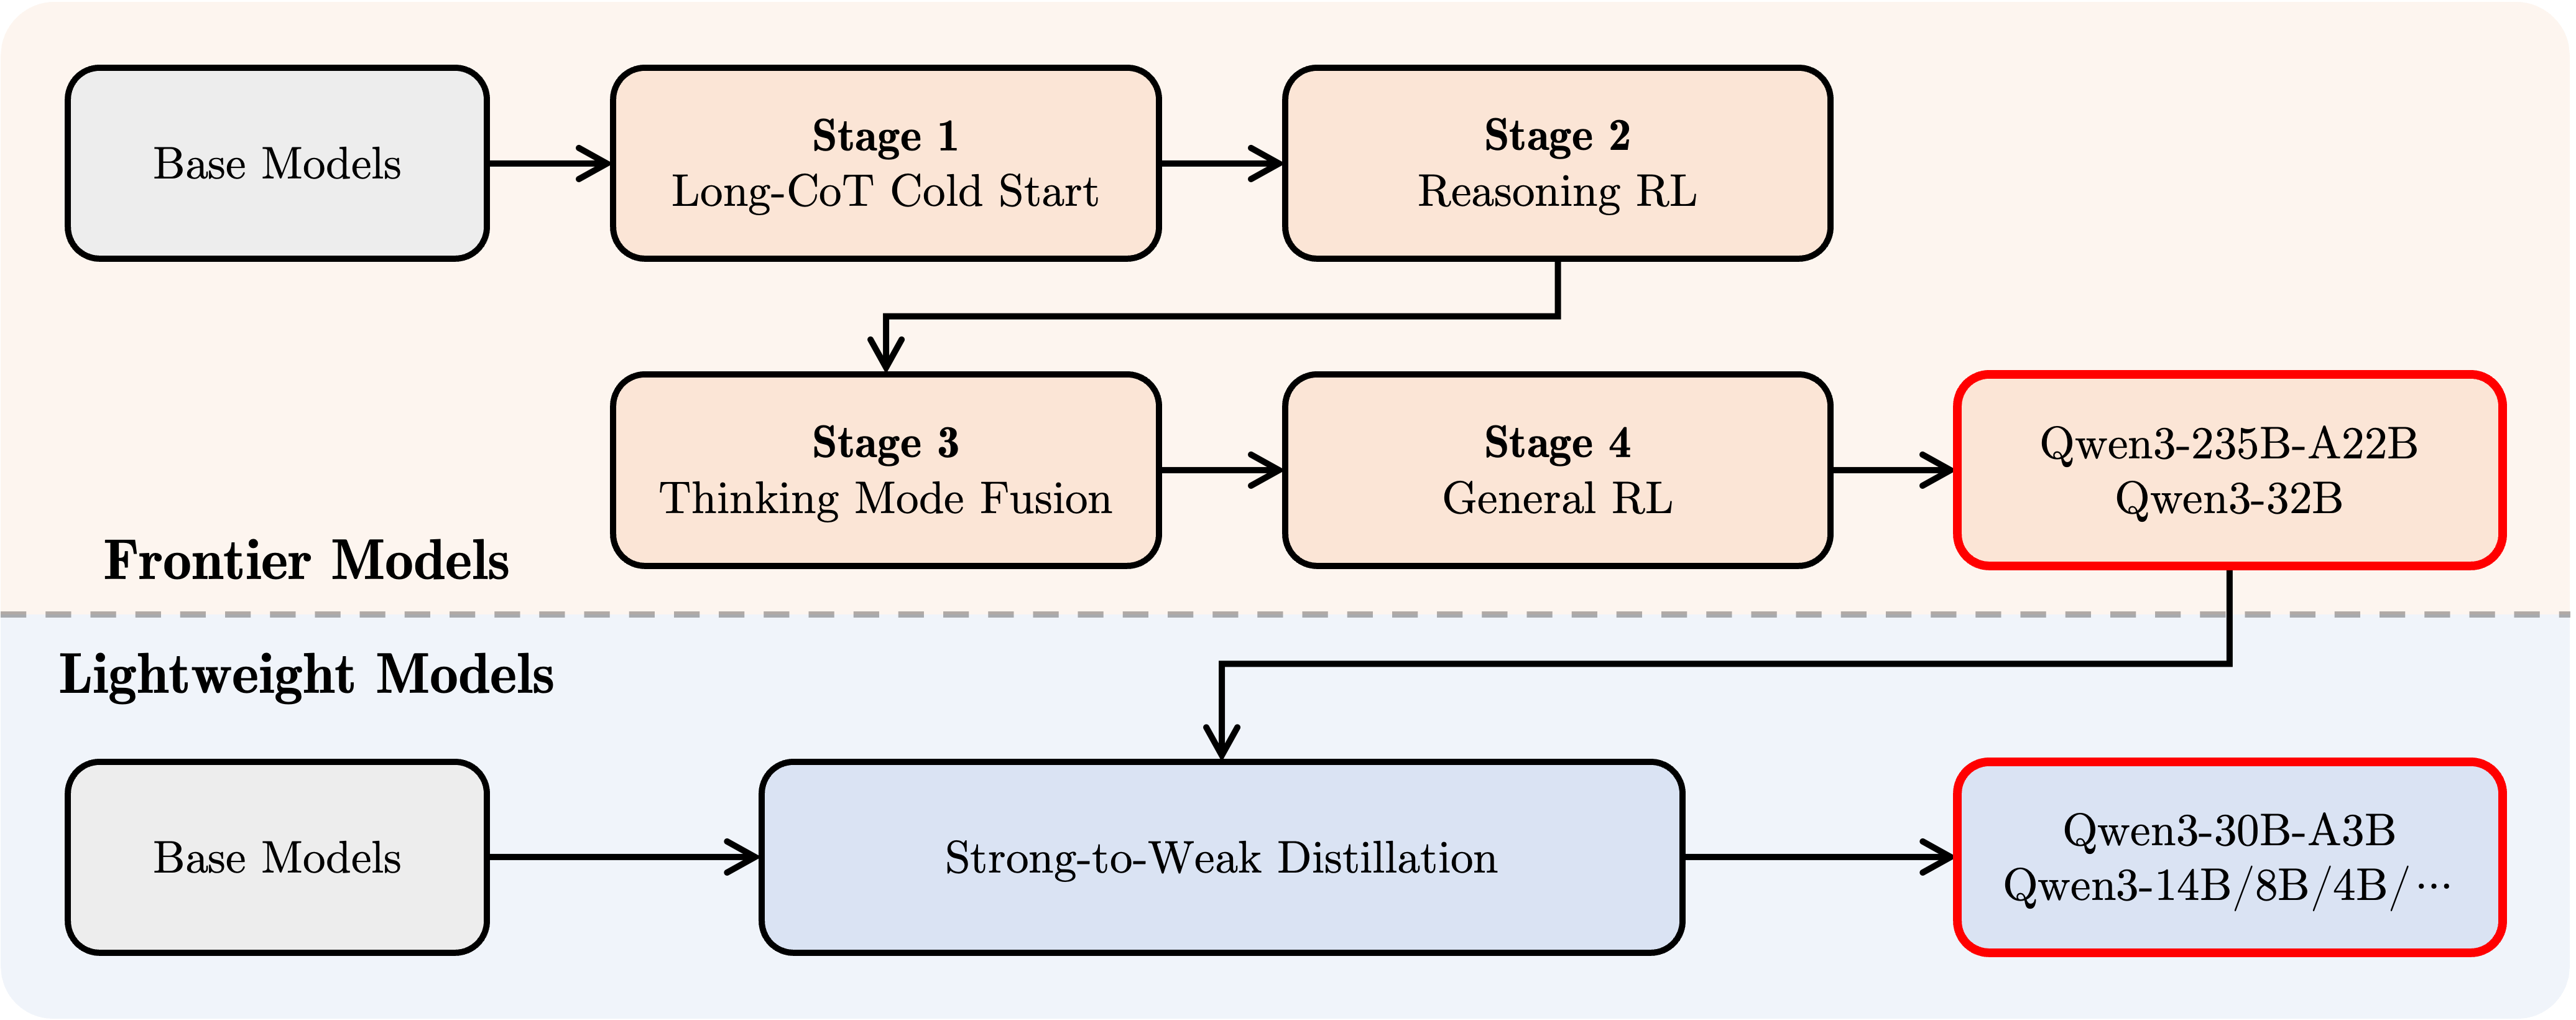 Base Models
Stage 1
Long-CoT Cold Start
Stage 2
Reasoning RL
Stage 3
Thinking Mode Fusion
Stage 4
General RL
Qwen3-235B-A22B
Qwen3-32B
Frontier Models
Lightweight Models
Base Models
Strong-to-Weak Distillation
Qwen3-30B-A3B
Qwen3-14B/8B/4B/···